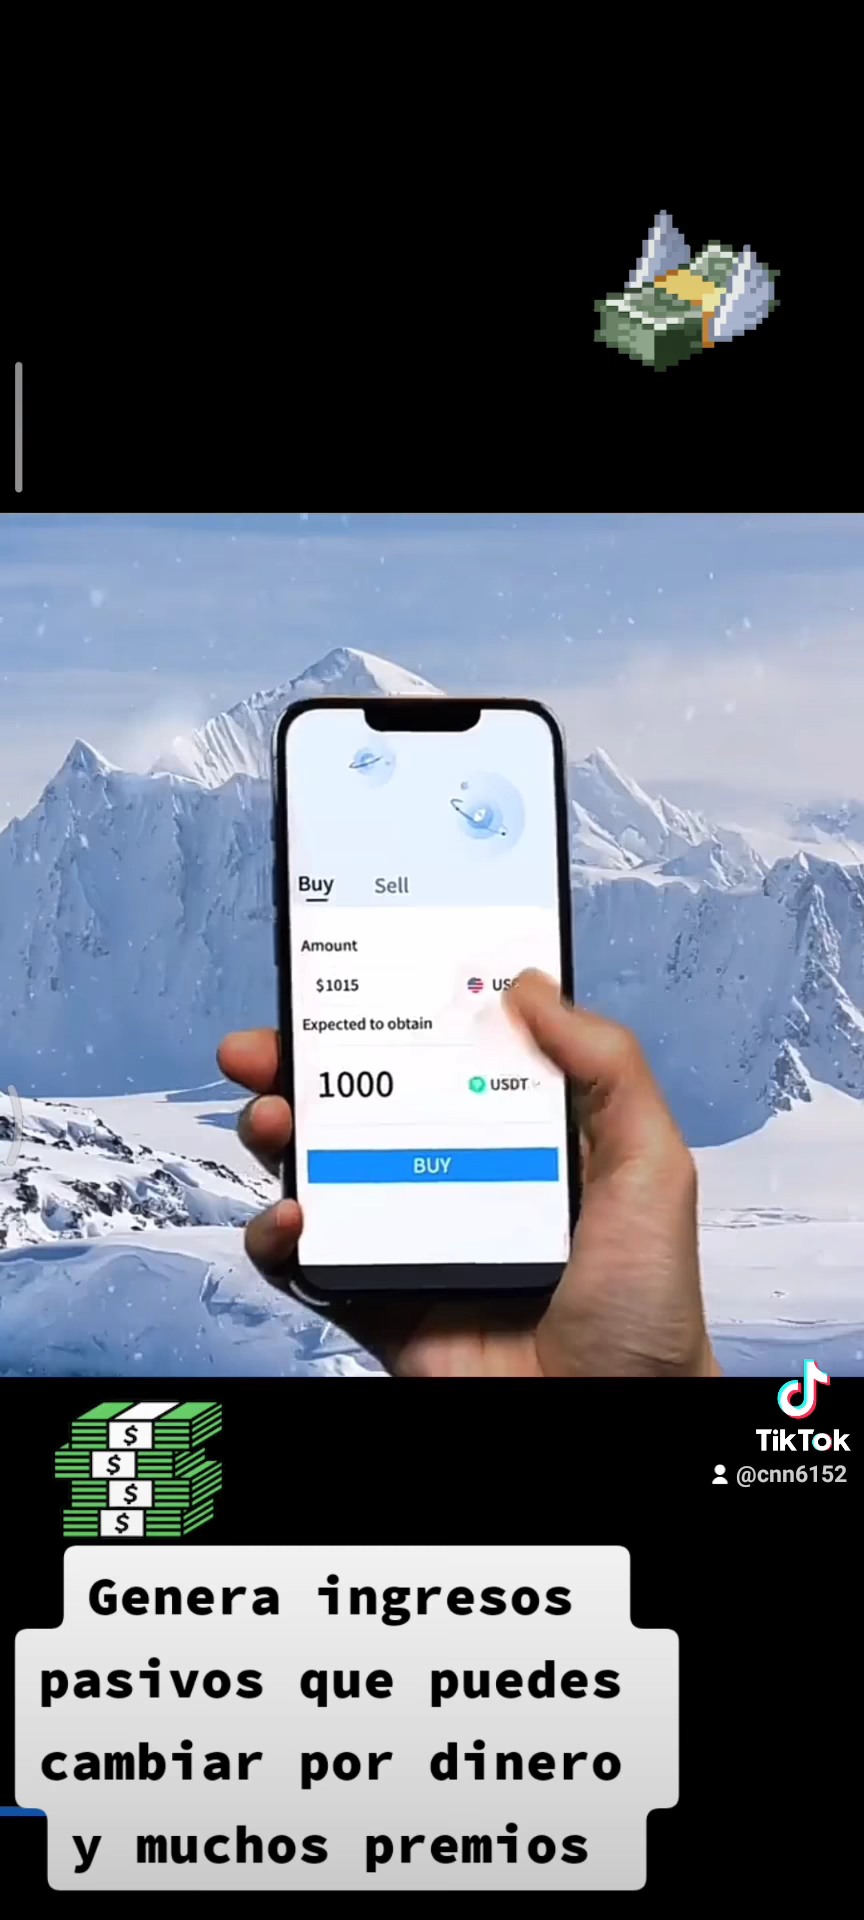 Buy Sell
Amount
$1015
Expected to obtain
1000 USDT
BUY
$
$
$
$
TikTok
@cnn6152
Genera ingresos
pasivos que puedes
cambiar por dinero
y muchos premios